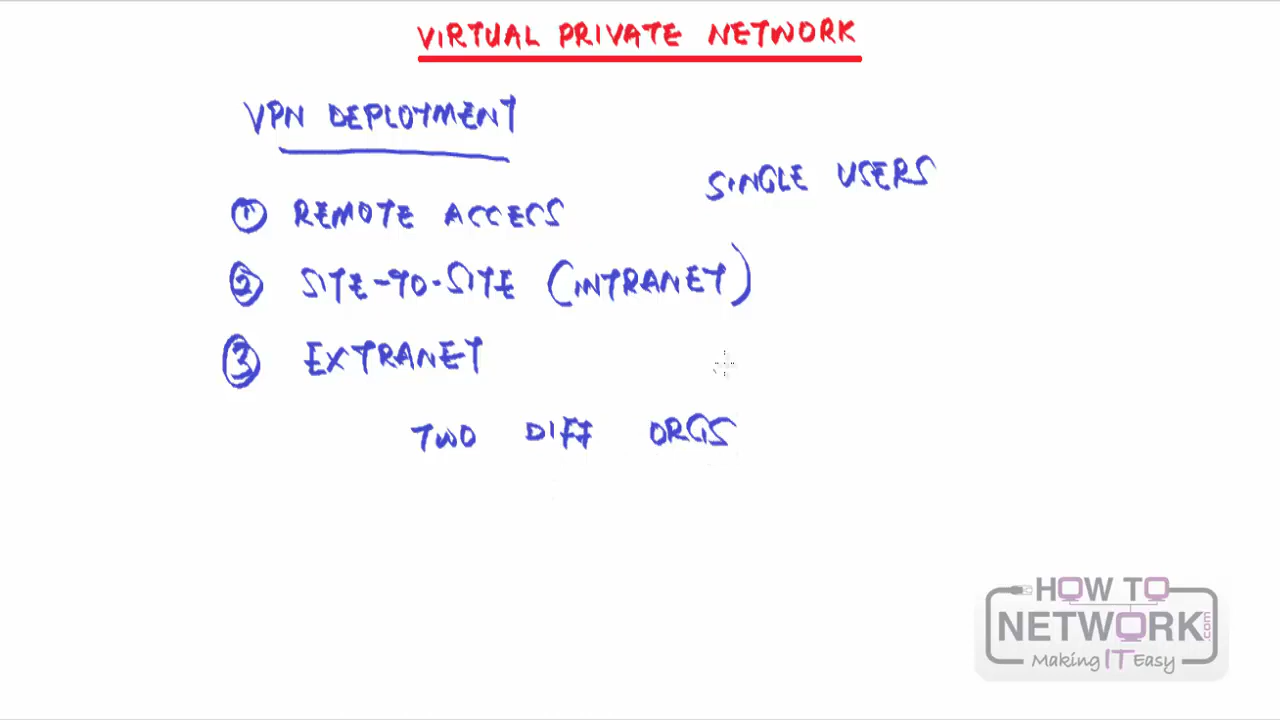 VIRTUAL PRIVATE NETWORK
VPN DEPLOYMENT
SINGLE USERS
1 REMOTE ACCESS
2 SITE-TO-SITE (INTRANET)
3 EXTRANET
TWO DIFF ORGS
HOW TO
NETWORK.com
Making IT Easy